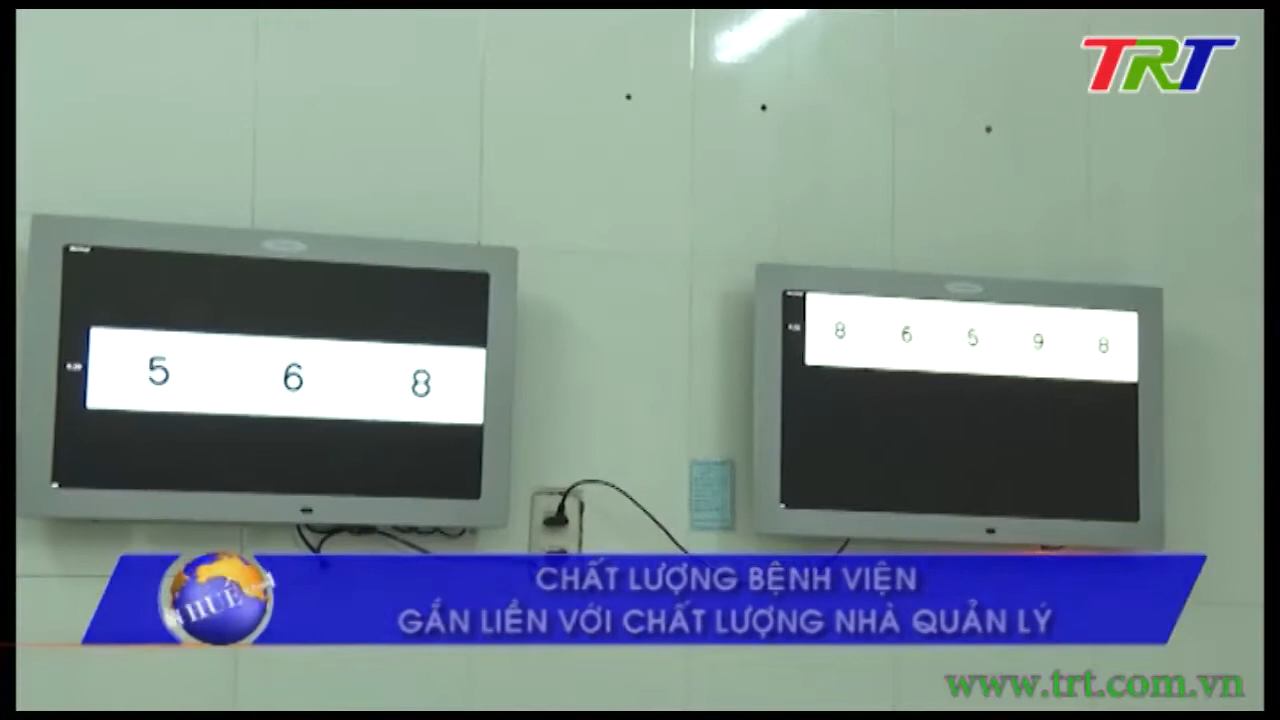 TRT
5 6 8
8 6 5 9 8
HUẾ
CHẤT LƯỢNG BỆNH VIỆN
GẮN LIỀN VỚI CHẤT LƯỢNG NHÀ QUẢN LÝ
www.trt.com.vn